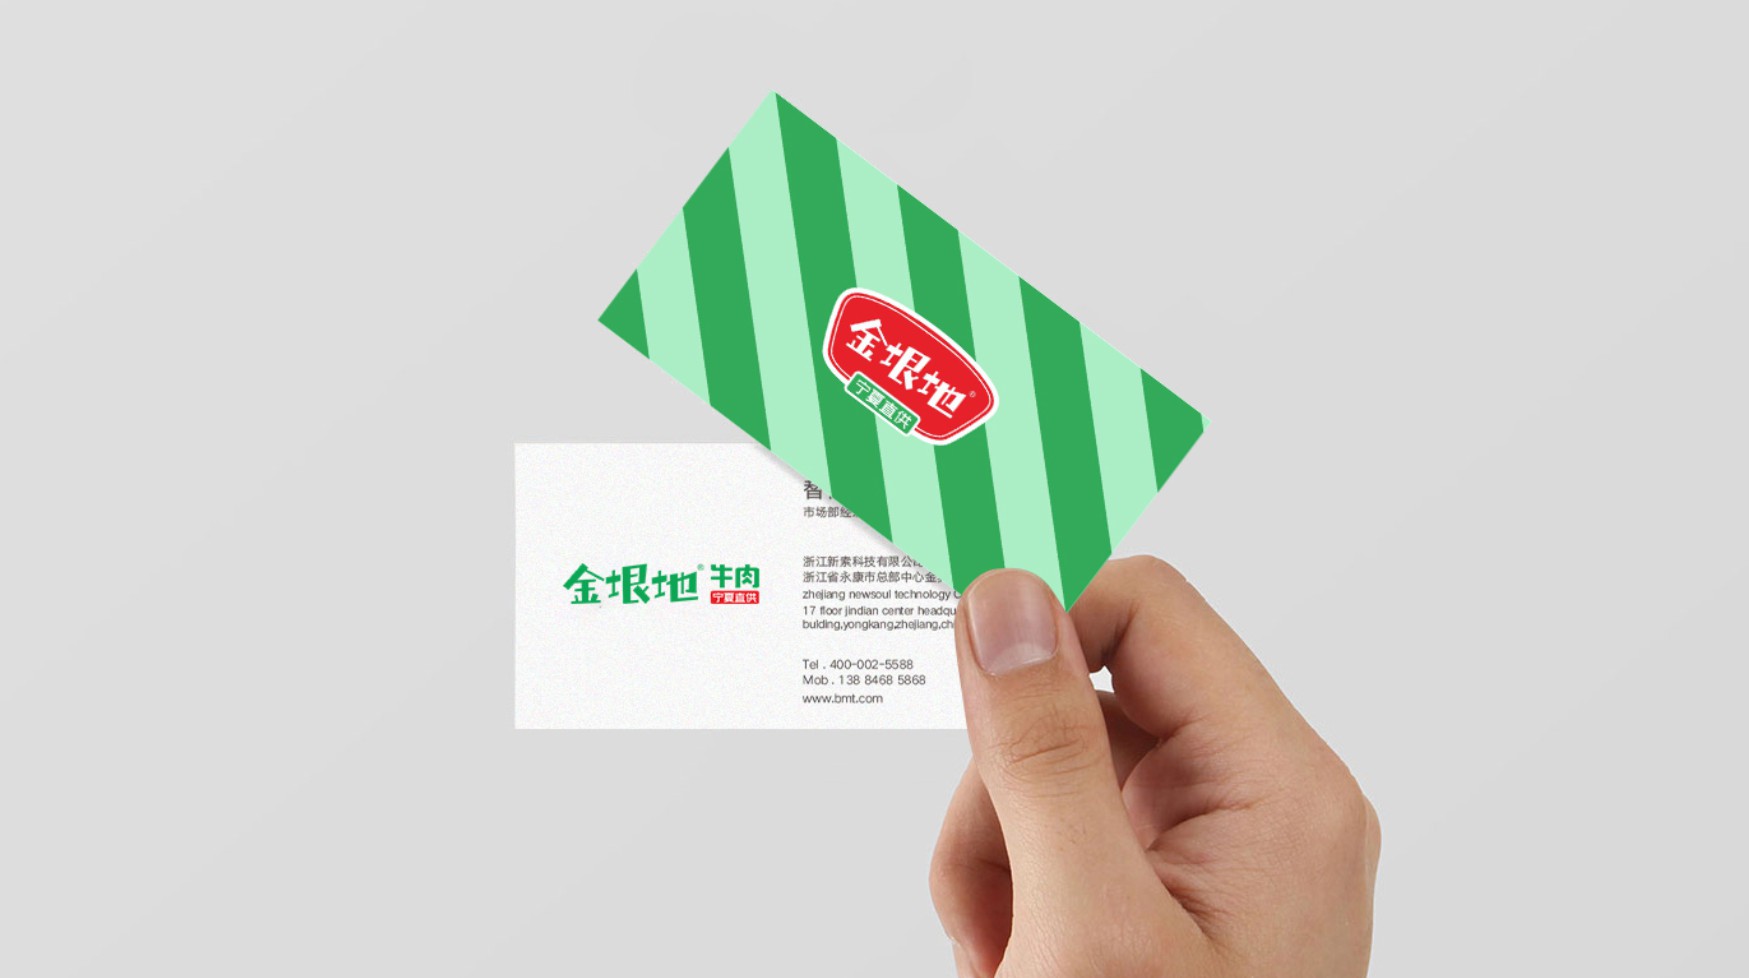 金垠地®
宁夏直供
金垠地®牛肉
宁夏直供
市场部经
浙江新索科技有限公
浙江省永康市总部中心金
zhejiang newsoul technology C
17 floor jindian center headqu
bulding,yongkang,zhejiang,ch
Tel . 400-002-5588
Mob . 138 8468 5868
www.bmt.com